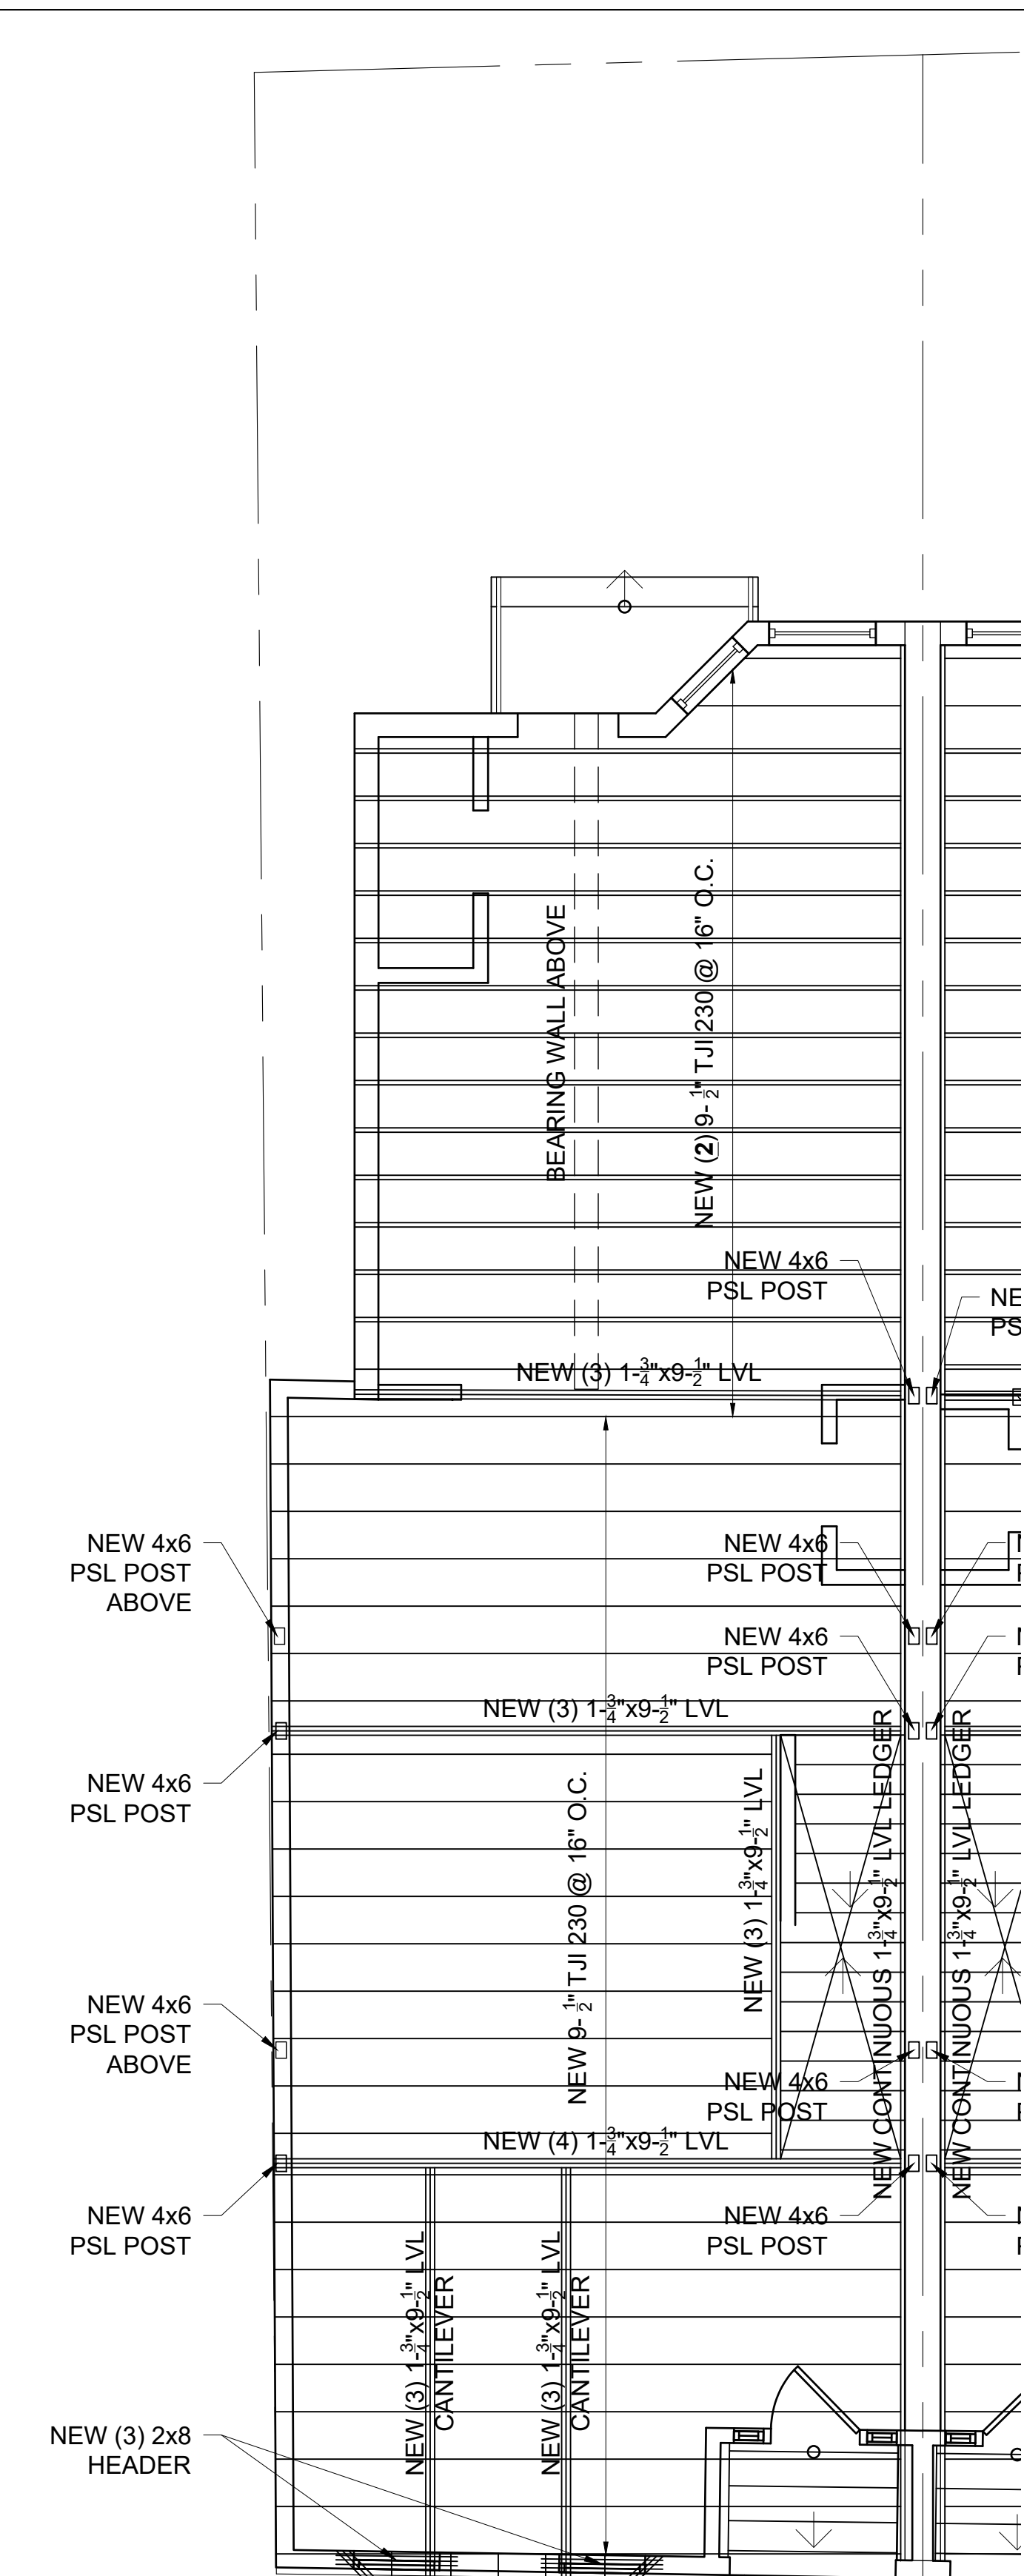 BEARING WALL ABOVE
NEW (2) 9-1/2" TJI 230 @ 16" O.C.
NEW 4x6
PSL POST
NE
PS
NEW (3) 1-3/4"x9-1/2" LVL
NEW 4x6
PSL POST
ABOVE
NEW 4x6
PSL POST
NEW 4x6
PSL POST
NEW (3) 1-3/4"x9-1/2" LVL
NEW 4x6
PSL POST
NEW 9-1/2" TJI 230 @ 16" O.C.
NEW (3) 1-3/4"x9-1/2" LVL
NEW CONTINUOUS 1-3/4"x9-1/2" LVL LEDGER
NEW CONTINUOUS 1-3/4"x9-1/2" LVL LEDGER
NEW 4x6
PSL POST
ABOVE
NEW 4x6
PSL POST
NEW (4) 1-3/4"x9-1/2" LVL
NEW 4x6
PSL POST
NEW 4x6
PSL POST
NEW (3) 1-3/4"x9-1/2" LVL
CANTILEVER
NEW (3) 1-3/4"x9-1/2" LVL
CANTILEVER
NEW (3) 2x8
HEADER